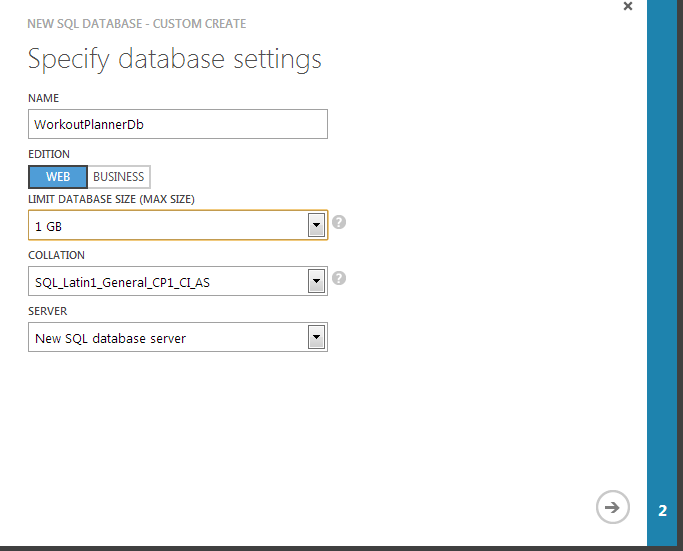 NEW SQL DATABASE - CUSTOM CREATE
Specify database settings
NAME
WorkoutPlannerDb
EDITION
WEB BUSINESS
LIMIT DATABASE SIZE (MAX SIZE)
1 GB ?
COLLATION
SQL_Latin1_General_CP1_CI_AS ?
SERVER
New SQL database server
2